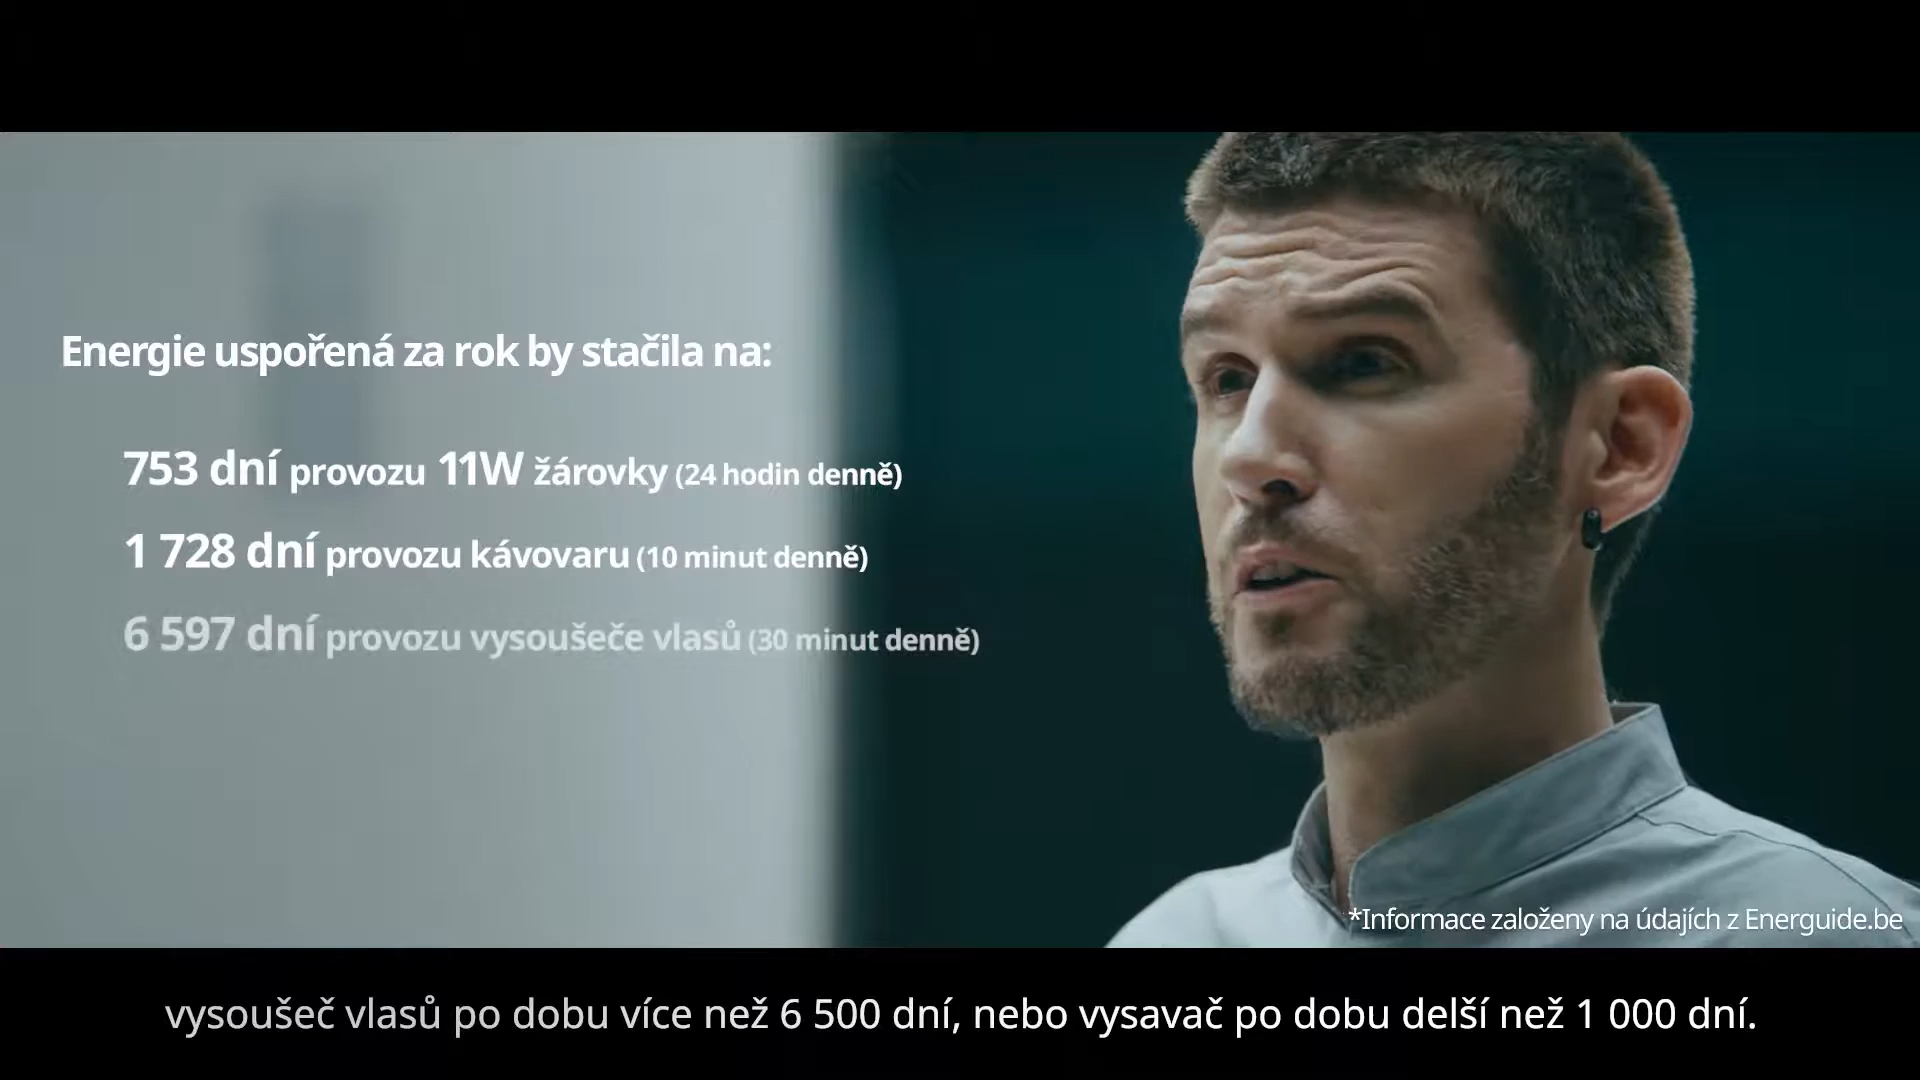 Energie uspořená za rok by stačila na:
753 dní provozu 11W žárovky (24 hodin denně)
1 728 dní provozu kávovaru (10 minut denně)
6 597 dní provozu vysoušeče vlasů (30 minut denně)
*Informace založeny na údajích z Energuide.be
vysoušeč vlasů po dobu více než 6 500 dní, nebo vysavač po dobu delší než 1 000 dní.